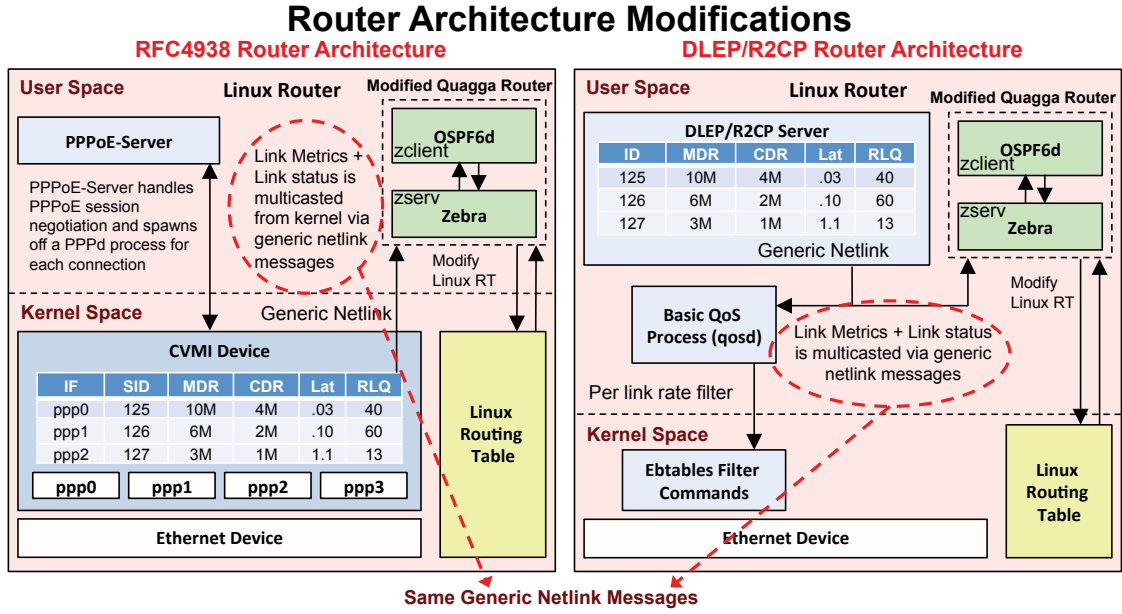 Router Architecture Modifications
RFC4938 Router Architecture
User Space
Linux Router
Modified Quagga Router
PPPoE-Server
OSPF6d
zclient
zserv
Zebra
PPPoE-Server handles
PPPoE session
negotiation and spawns
off a PPPd process for
each connection
Link Metrics +
Link status is
multicasted
from kernel via
generic netlink
messages
Modify
Linux RT
Kernel Space
Generic Netlink
CVMI Device
IF SID MDR CDR Lat RLQ
ppp0 125 10M 4M .03 40
ppp1 126 6M 2M .10 60
ppp2 127 3M 1M 1.1 13
ppp0 ppp1 ppp2 ppp3
Linux
Routing
Table
Ethernet Device
DLEP/R2CP Router Architecture
User Space
Linux Router
Modified Quagga Router
DLEP/R2CP Server
ID MDR CDR Lat RLQ
125 10M 4M .03 40
126 6M 2M .10 60
127 3M 1M 1.1 13
Generic Netlink
OSPF6d
zclient
zserv
Zebra
Modify
Linux RT
Basic QoS
Process (qosd)
Link Metrics + Link status
is multicasted via generic
netlink messages
Per link rate filter
Kernel Space
Ebtables Filter
Commands
Linux
Routing
Table
Ethernet Device
Same Generic Netlink Messages